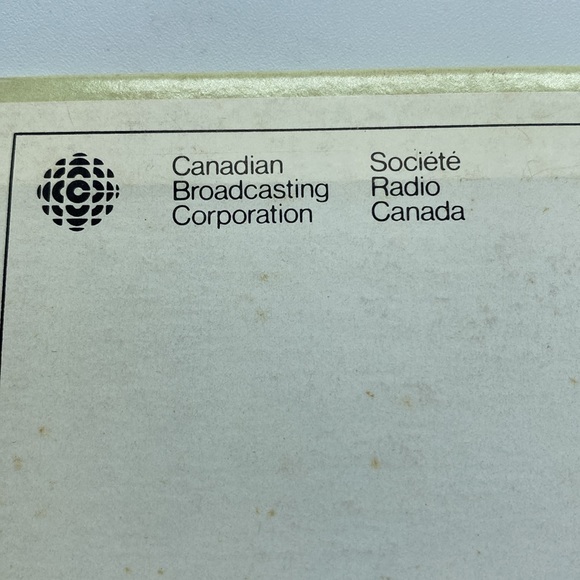 Canadian
Broadcasting
Corporation
Société
Radio
Canada